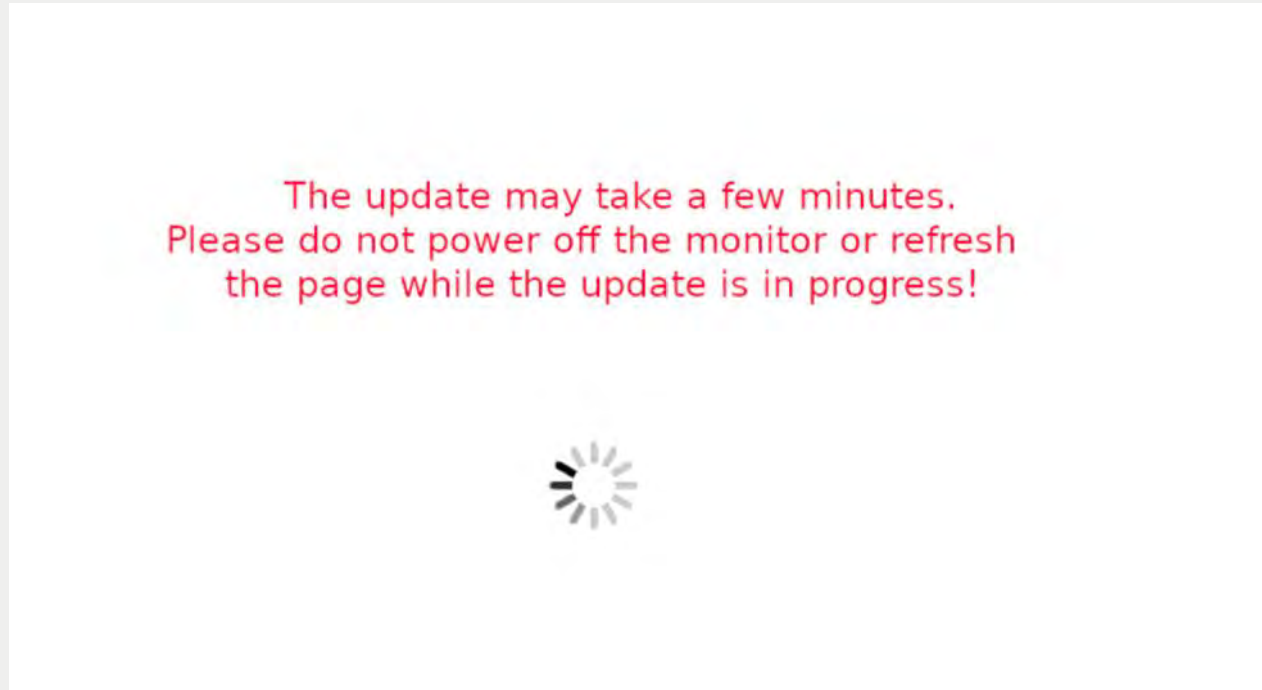 The update may take a few minutes.
Please do not power off the monitor or refresh
the page while the update is in progress!